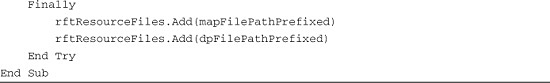 Finally
        rftResourceFiles.Add(mapFilePathPrefixed)
        rftResourceFiles.Add(dpFilePathPrefixed)
    End Try
End Sub